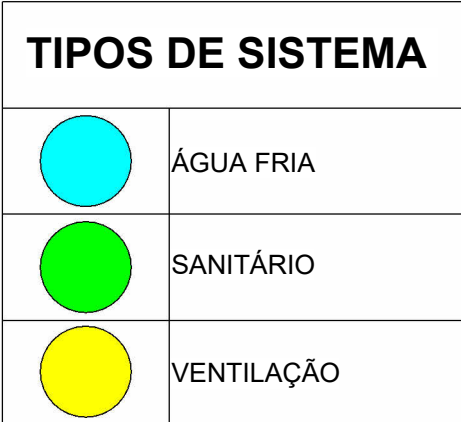 TIPOS DE SISTEMA
ÁGUA FRIA
SANITÁRIO
VENTILAÇÃO